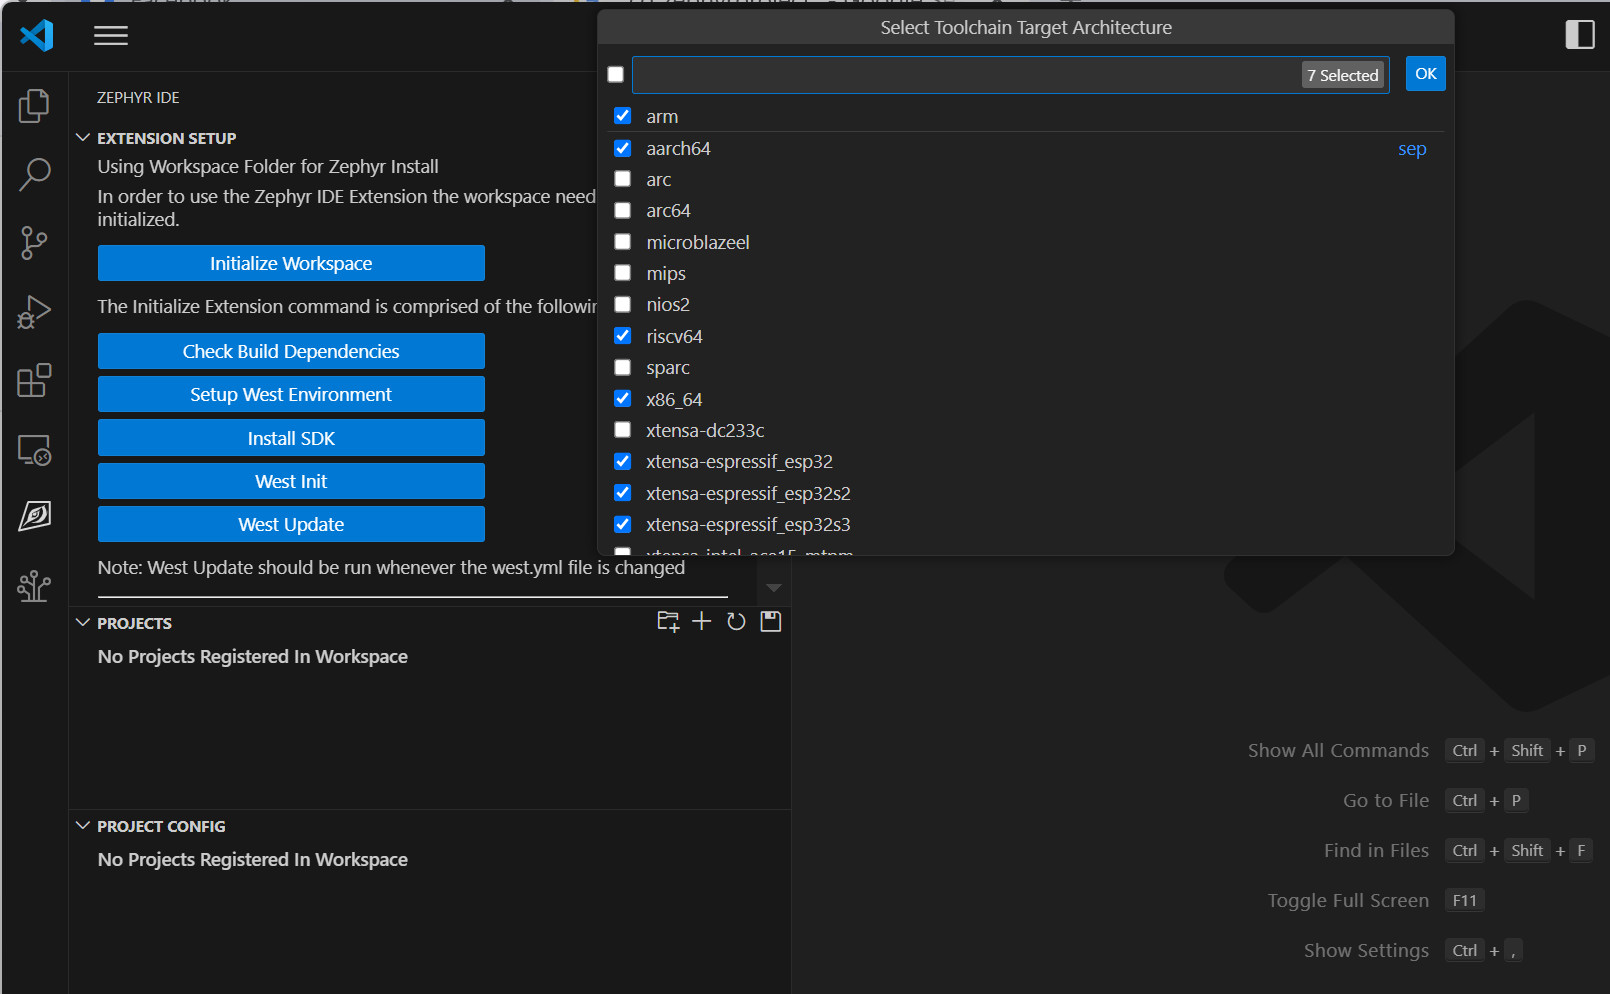 Select Toolchain Target Architecture
7 Selected
OK
arm
aarch64
sep
arc
arc64
microblazeel
mips
nios2
riscv64
sparc
x86_64
xtensa-dc233c
xtensa-espressif_esp32
xtensa-espressif_esp32s2
xtensa-espressif_esp32s3
ZEPHYR IDE
EXTENSION SETUP
Using Workspace Folder for Zephyr Install
In order to use the Zephyr IDE Extension the workspace need
initialized.
Initialize Workspace
The Initialize Extension command is comprised of the followin
Check Build Dependencies
Setup West Environment
Install SDK
West Init
West Update
Note: West Update should be run whenever the west.yml file is changed
PROJECTS
No Projects Registered In Workspace
PROJECT CONFIG
No Projects Registered In Workspace
Show All Commands Ctrl + Shift + P
Go to File Ctrl + P
Find in Files Ctrl + Shift + F
Toggle Full Screen F11
Show Settings Ctrl + ,